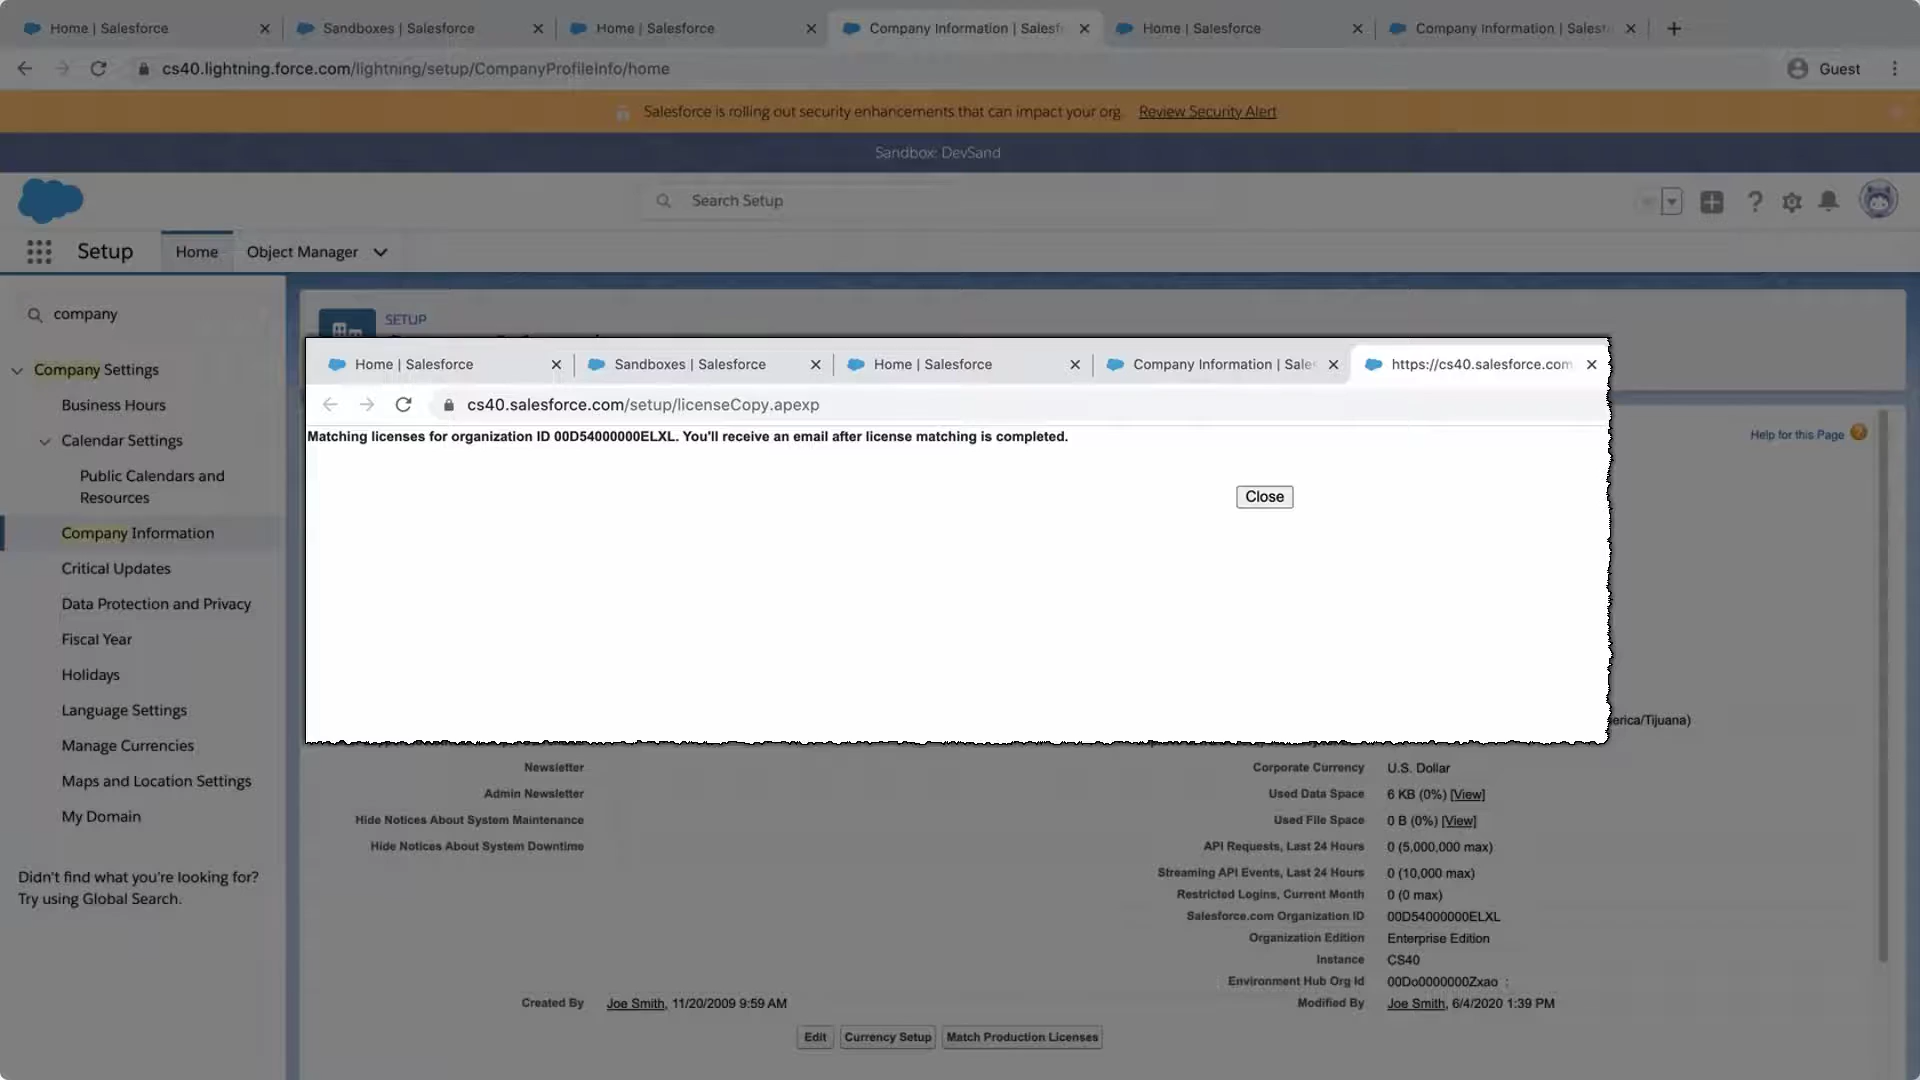 Home | Salesforce
Sandboxes | Salesforce
Home | Salesforce
Company Information | Salesf
Home | Salesforce
Company Information | Salesf
cs40.lightning.force.com/lightning/setup/CompanyProfileInfo/home
Guest
Salesforce is rolling out security enhancements that can impact your org.
Review Security Alert
Sandbox: DevSand
Search Setup
Setup
Home
Object Manager
company
SETUP
Company Settings
Business Hours
Calendar Settings
Public Calendars and
Resources
Company Information
Critical Updates
Data Protection and Privacy
Fiscal Year
Holidays
Language Settings
Manage Currencies
Maps and Location Settings
My Domain
Didn't find what you're looking for?
Try using Global Search.
Home | Salesforce
Sandboxes | Salesforce
Home | Salesforce
Company Information | Sale
https://cs40.salesforce.com
cs40.salesforce.com/setup/licenseCopy.apexp
Matching licenses for organization ID 00D54000000ELXL. You'll receive an email after license matching is completed.
Close
Help for this Page
erica/Tijuana)
Newsletter
Admin Newsletter
Hide Notices About System Maintenance
Hide Notices About System Downtime
Corporate Currency U.S. Dollar
Used Data Space 6 KB (0%) [View]
Used File Space 0 B (0%) [View]
API Requests, Last 24 Hours 0 (5,000,000 max)
Streaming API Events, Last 24 Hours 0 (10,000 max)
Restricted Logins, Current Month 0 (0 max)
Salesforce.com Organization ID 00D54000000ELXL
Organization Edition Enterprise Edition
Instance CS40
Environment Hub Org Id 00Do0000000Zxao
Created By Joe Smith, 11/20/2009 9:59 AM
Modified By Joe Smith, 6/4/2020 1:39 PM
Edit
Currency Setup
Match Production Licenses